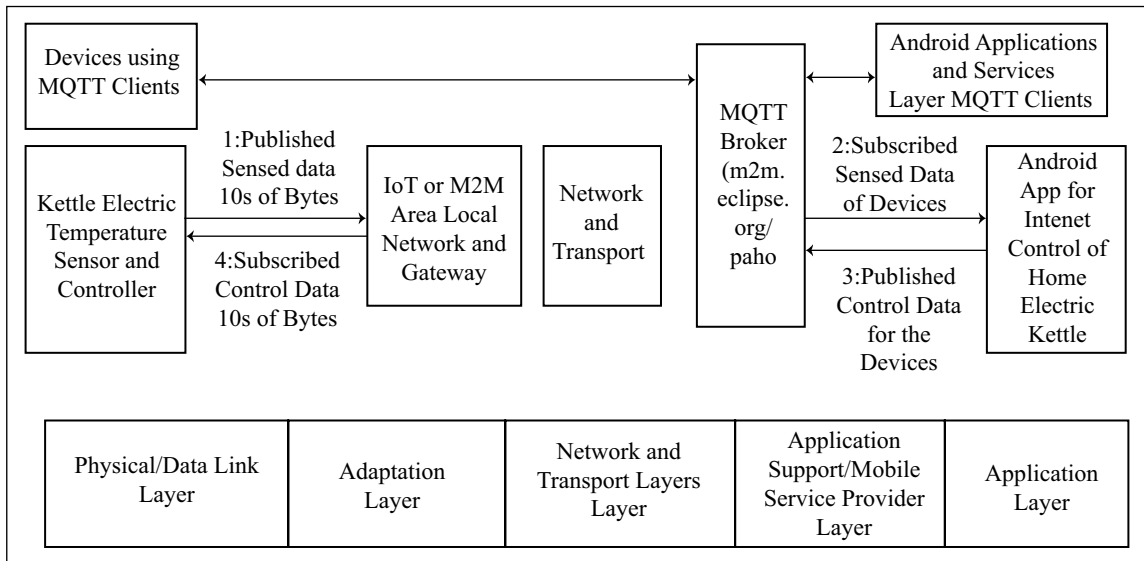 Devices using
MQTT Clients
Android Applications
and Services
Layer MQTT Clients
MQTT
Broker
(m2m.
eclipse.
org/
paho
1:Published
Sensed data
10s of Bytes
Kettle Electric
Temperature
Sensor and
Controller
4:Subscribed
Control Data
10s of Bytes
IoT or M2M
Area Local
Network and
Gateway
Network
and
Transport
2:Subscribed
Sensed Data
of Devices
3:Published
Control Data
for the
Devices
Android
App for
Intenet
Control of
Home
Electric
Kettle
Physical/Data Link
Layer
Adaptation
Layer
Network and
Transport Layers
Layer
Application
Support/Mobile
Service Provider
Layer
Application
Layer